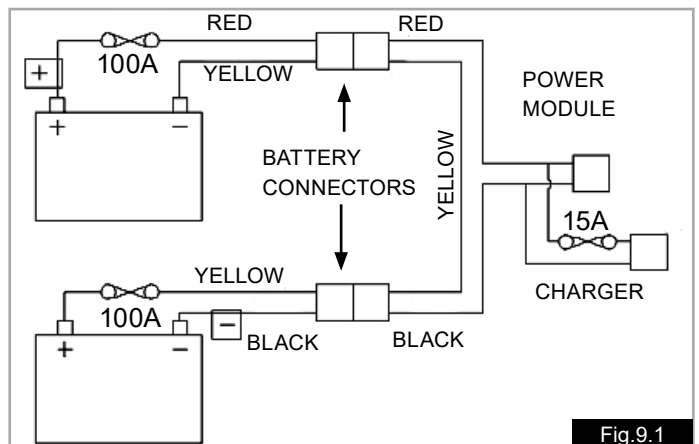 RED
RED
100A
+
YELLOW
POWER
MODULE
+ −
BATTERY
CONNECTORS
YELLOW
15A
YELLOW
CHARGER
100A
+ −
−
BLACK
BLACK
Fig.9.1